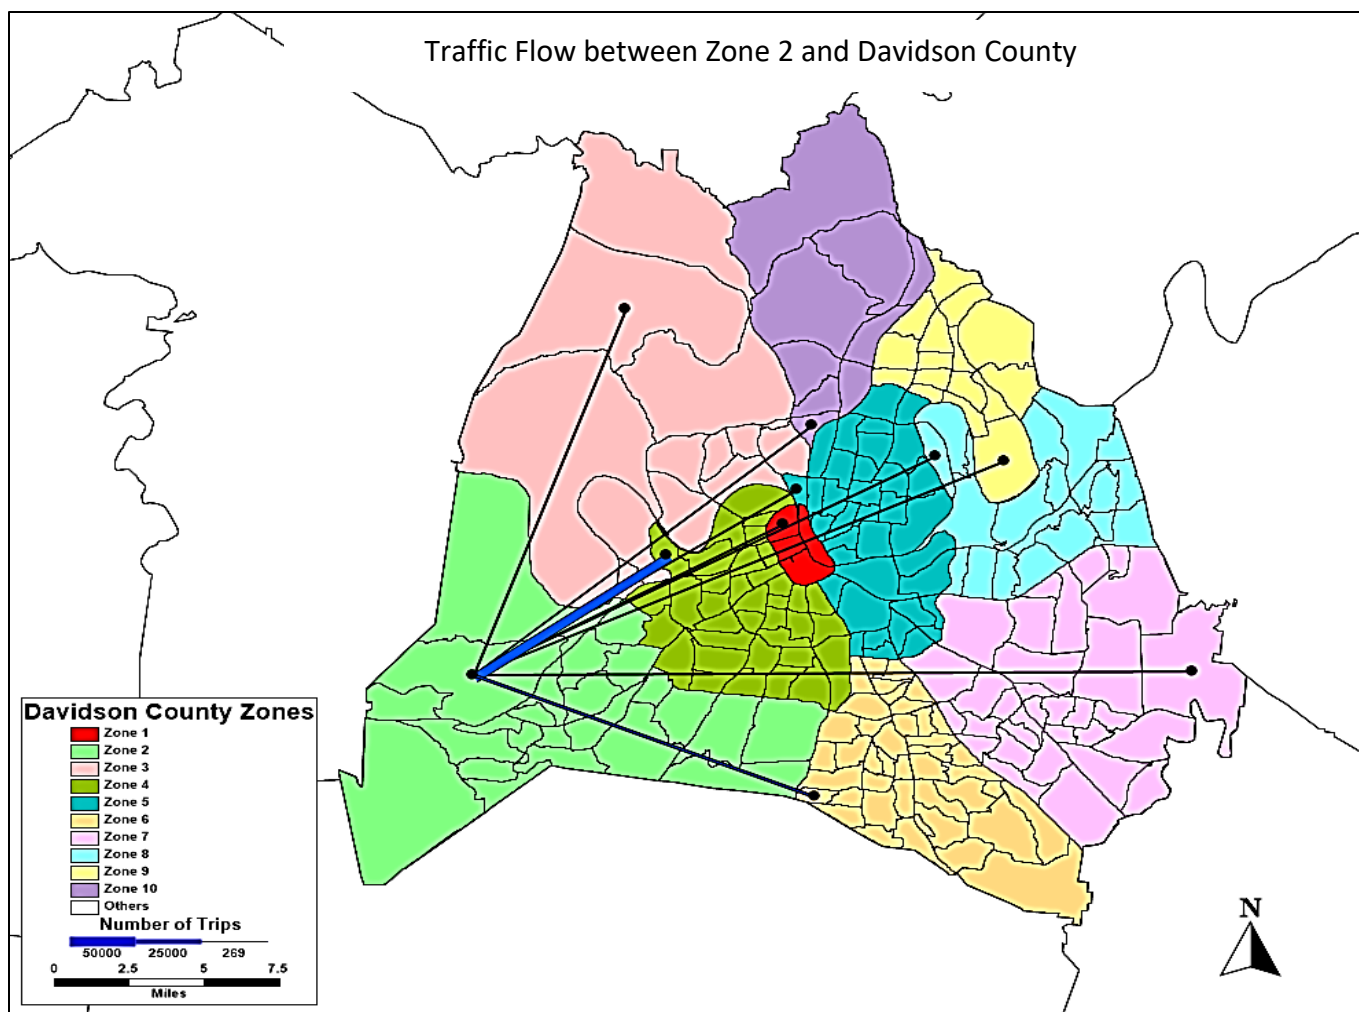 Traffic Flow between Zone 2 and Davidson County
Davidson County Zones
Zone 1
Zone 2
Zone 3
Zone 4
Zone 5
Zone 6
Zone 7
Zone 8
Zone 9
Zone 10
Others
Number of Trips
50000 25000 269
0 2.5 5 7.5
Miles
N